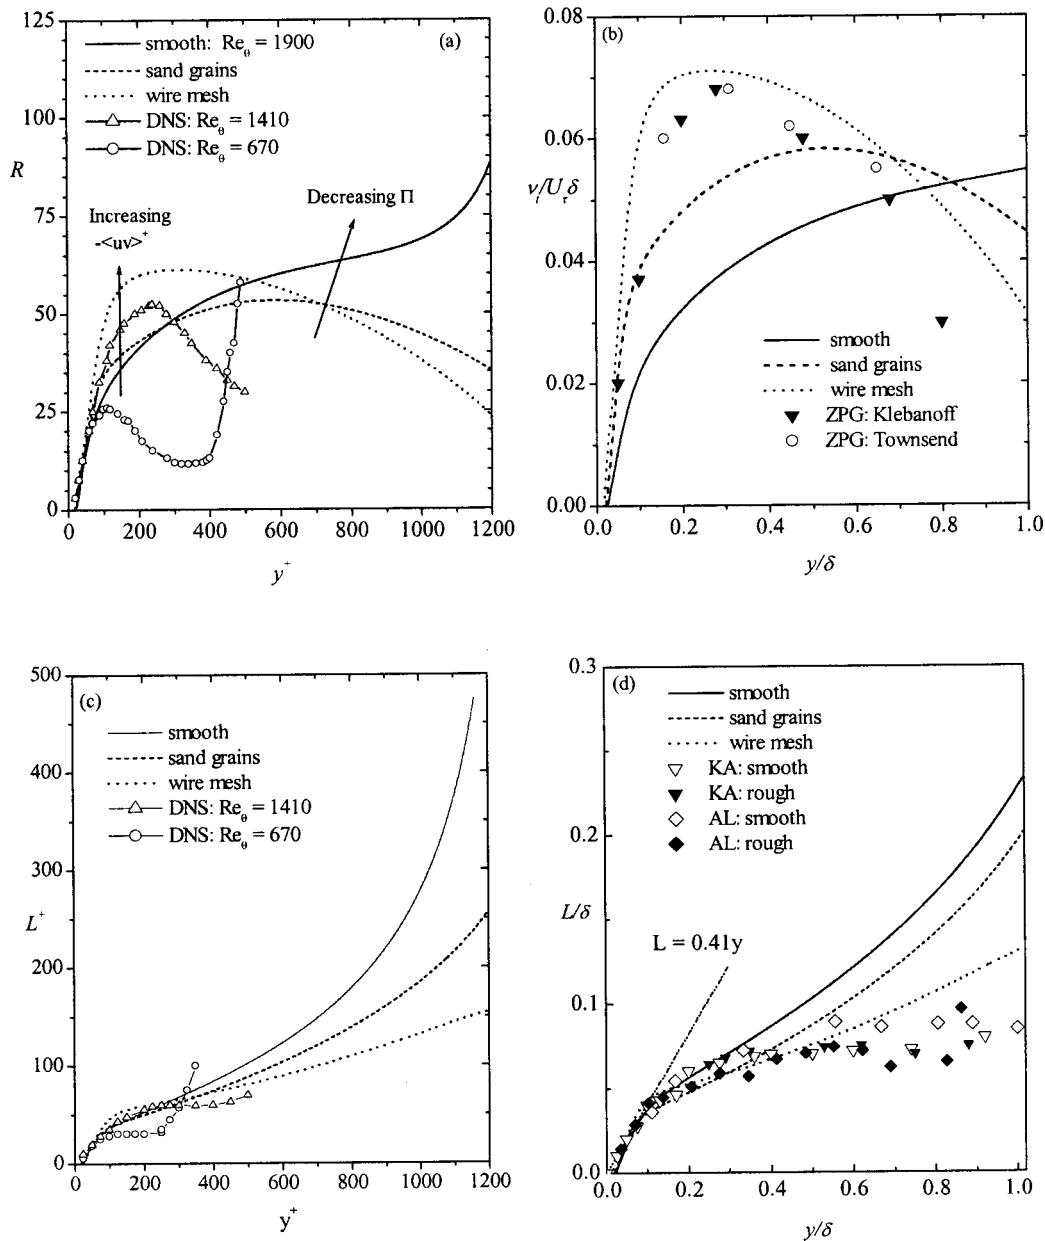 125
100
75
50
25
0
R
(a)
smooth: Reθ = 1900
sand grains
wire mesh
DNS: Reθ = 1410
DNS: Reθ = 670
Increasing
-<uv>+
Decreasing Π
0 200 400 600 800 1000 1200
y+
0.08
0.06
0.04
0.02
0.00
νt/Uτδ
(b)
smooth
sand grains
wire mesh
ZPG: Klebanoff
ZPG: Townsend
0.0 0.2 0.4 0.6 0.8 1.0
y/δ
500
400
300
200
100
0
L+
(c)
smooth
sand grains
wire mesh
DNS: Reθ = 1410
DNS: Reθ = 670
0 200 400 600 800 1000 1200
y+
0.3
0.2
0.1
0.0
L/δ
(d)
smooth
sand grains
wire mesh
KA: smooth
KA: rough
AL: smooth
AL: rough
L = 0.41y
0.0 0.2 0.4 0.6 0.8 1.0
y/δ